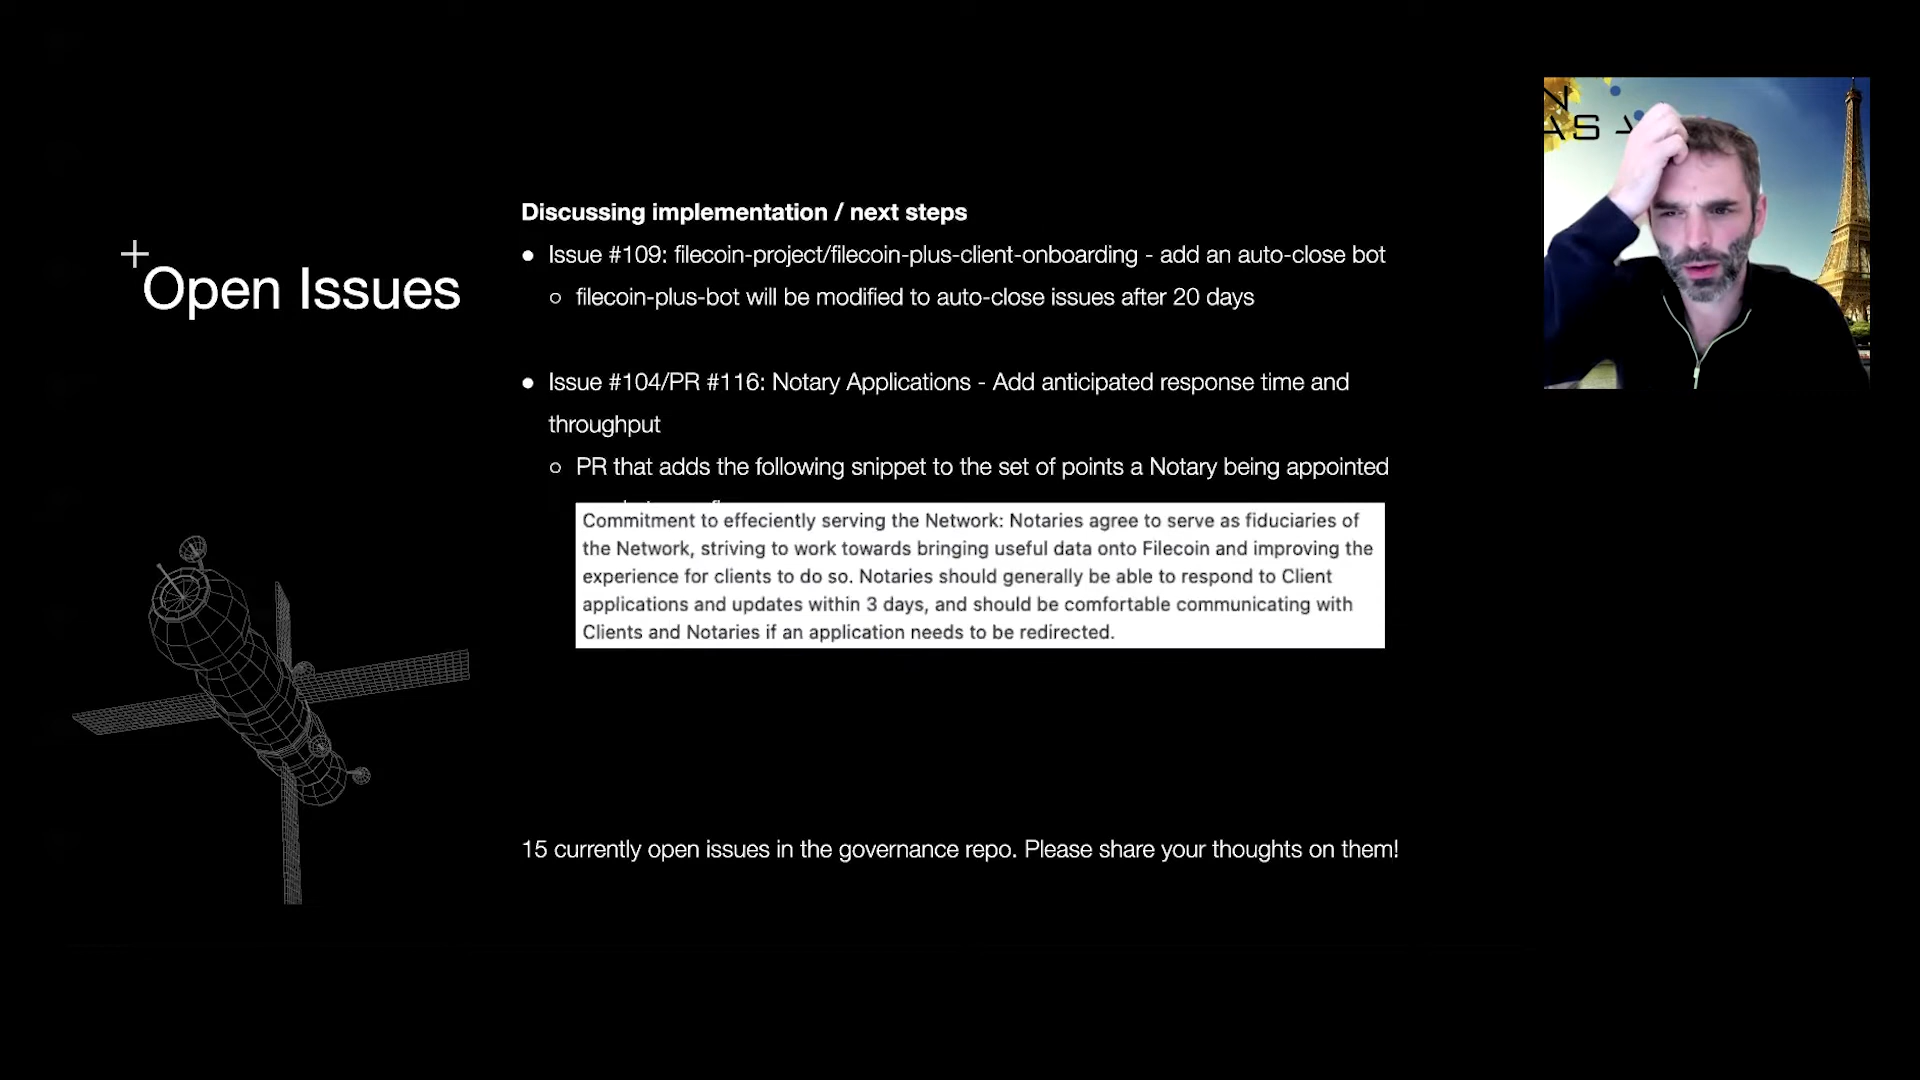 Open Issues
Discussing implementation / next steps
● Issue #109: filecoin-project/filecoin-plus-client-onboarding - add an auto-close bot
○ filecoin-plus-bot will be modified to auto-close issues after 20 days
● Issue #104/PR #116: Notary Applications - Add anticipated response time and
throughput
○ PR that adds the following snippet to the set of points a Notary being appointed
Commitment to effeciently serving the Network: Notaries agree to serve as fiduciaries of
the Network, striving to work towards bringing useful data onto Filecoin and improving the
experience for clients to do so. Notaries should generally be able to respond to Client
applications and updates within 3 days, and should be comfortable communicating with
Clients and Notaries if an application needs to be redirected.
15 currently open issues in the governance repo. Please share your thoughts on them!